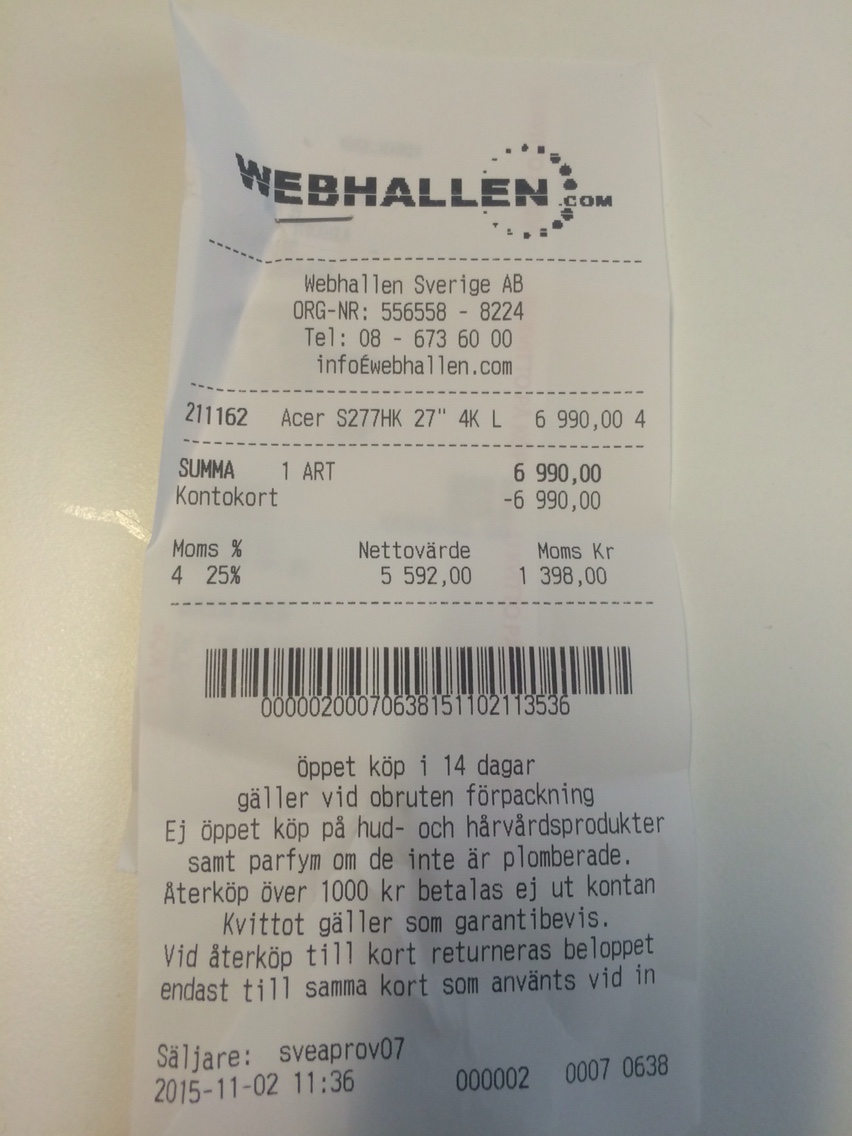 WEBHALLEN.COM
Webhallen Sverige AB
ORG-NR: 556558 - 8224
Tel: 08 - 673 60 00
infoÉwebhallen.com
211162 Acer S277HK 27" 4K L 6 990,00 4
SUMMA 1 ART 6 990,00
Kontokort -6 990,00
Moms % Nettovärde Moms Kr
4 25% 5 592,00 1 398,00
00000200070638151102113536
öppet köp i 14 dagar
gäller vid obruten förpackning
Ej öppet köp på hud- och hårvårdsprodukter
samt parfym om de inte är plomberade.
Återköp över 1000 kr betalas ej ut kontan
Kvittot gäller som garantibevis.
Vid återköp till kort returneras beloppet
endast till samma kort som använts vid in
Säljare: sveaprov07
2015-11-02 11:36 000002 0007 0638